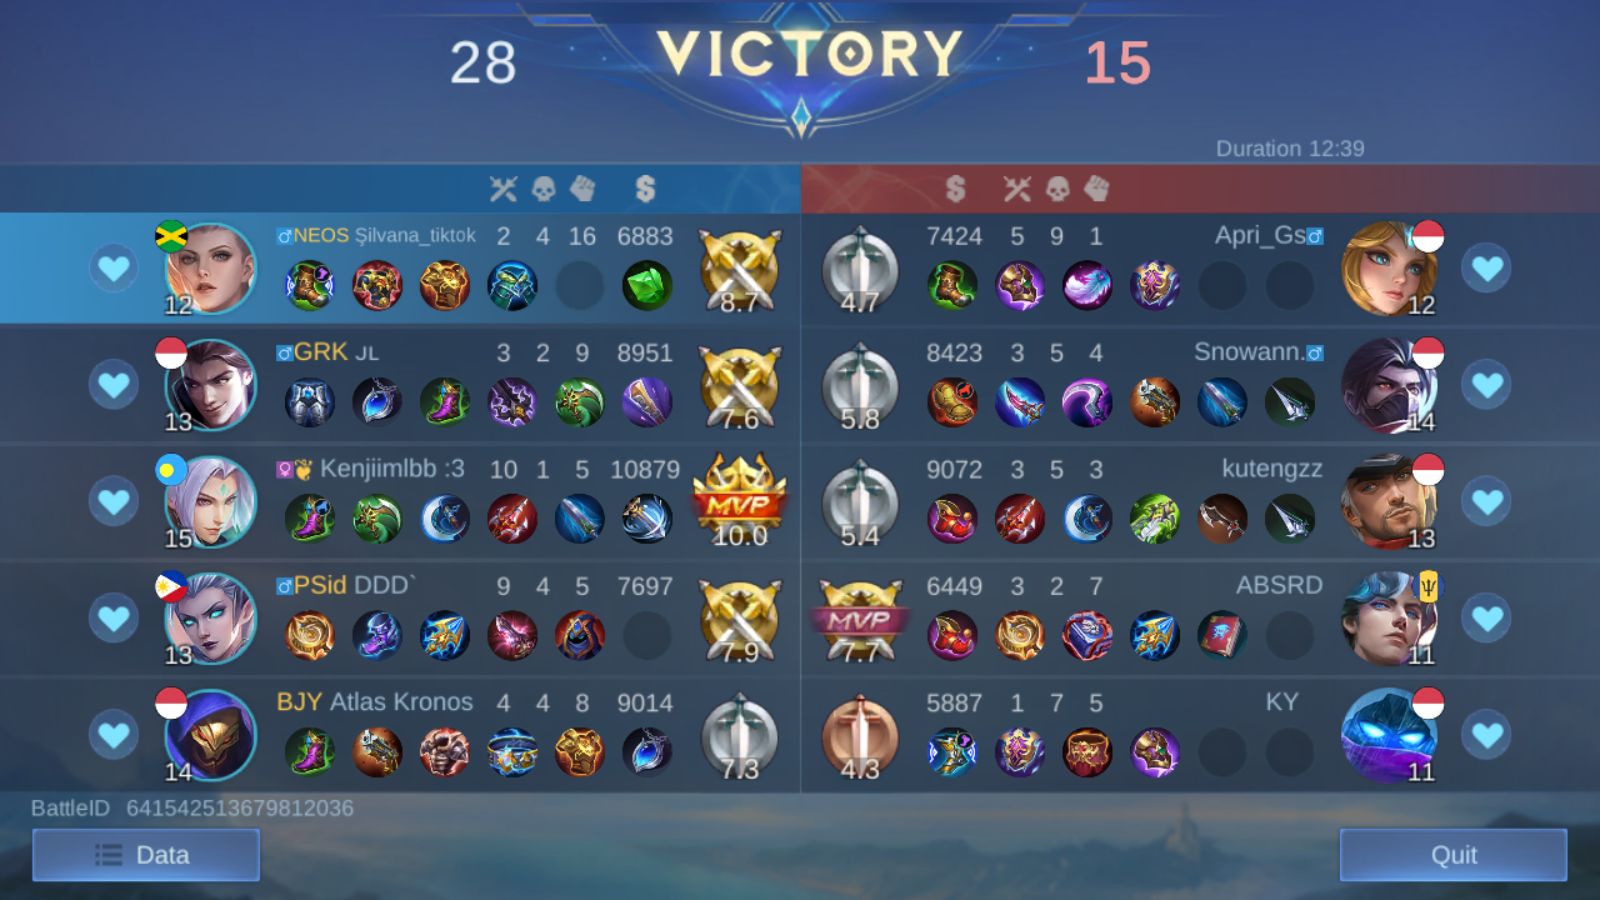 28 VICTORY 15
Duration 12:39
NEOS Şilvana_tiktok 2 4 16 6883
12 8.7
7424 5 9 1 Apri_Gs
4.7 12
GRK JL 3 2 9 8951
13 7.6
8423 3 5 4 Snowann.
5.8 14
Kenjiimlbb :3 10 1 5 10879
15 MVP 10.0
9072 3 5 3 kutengzz
5.4 13
PSid DDD` 9 4 5 7697
13 7.9
6449 3 2 7 ABSRD
MVP 7.7 11
BJY Atlas Kronos 4 4 8 9014
14 7.3
5887 1 7 5 KY
4.3 11
BattleID 641542513679812036
Data
Quit